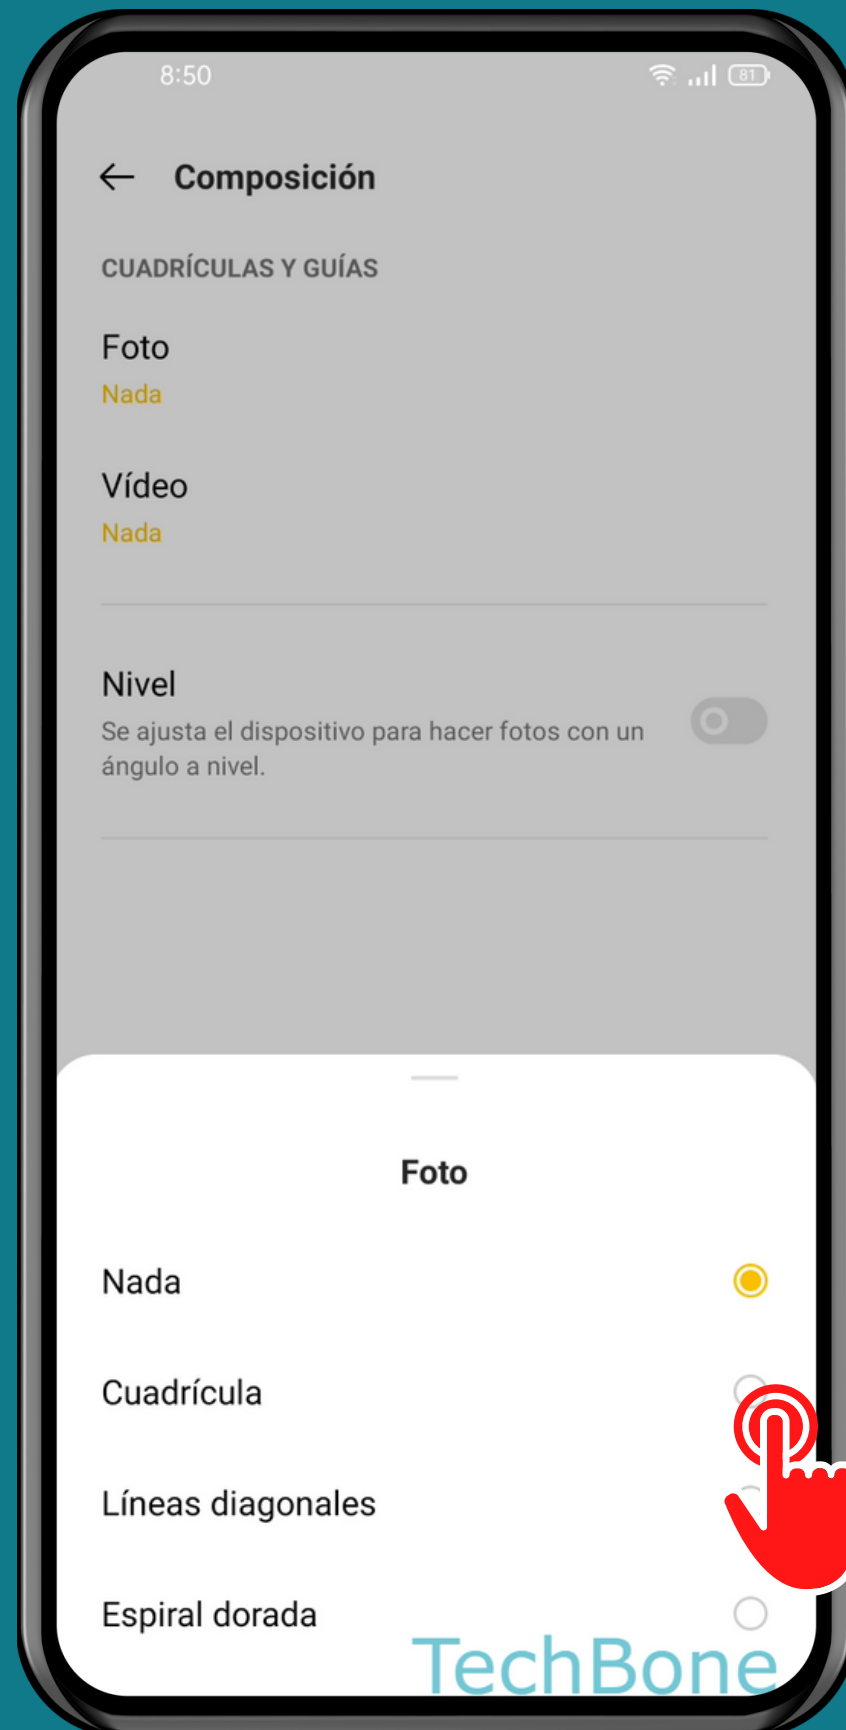 8:50
81
Composición
CUADRÍCULAS Y GUÍAS
Foto
Nada
Vídeo
Nada
Nivel
Se ajusta el dispositivo para hacer fotos con un
ángulo a nivel.
Foto
Nada
Cuadrícula
Líneas diagonales
Espiral dorada
TechBone